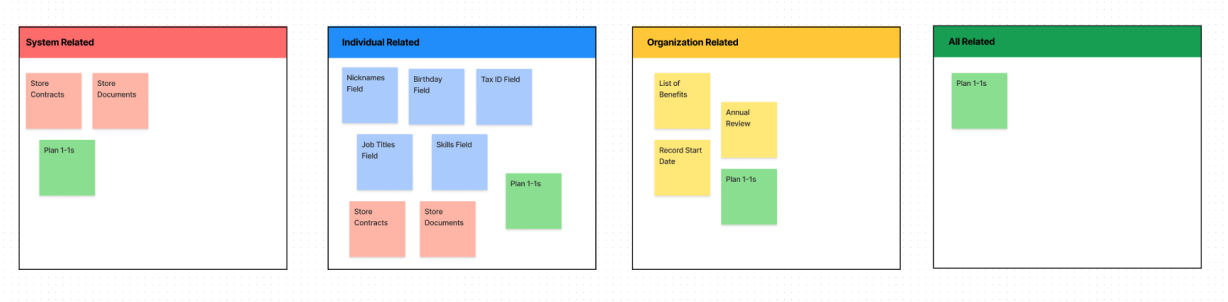 System Related
Store
Contracts
Store
Documents
Plan 1-1s
Individual Related
Nicknames
Field
Birthday
Field
Tax ID Field
Job Titles
Field
Skills Field
Plan 1-1s
Store
Contracts
Store
Documents
Organization Related
List of
Benefits
Annual
Review
Record Start
Date
Plan 1-1s
All Related
Plan 1-1s